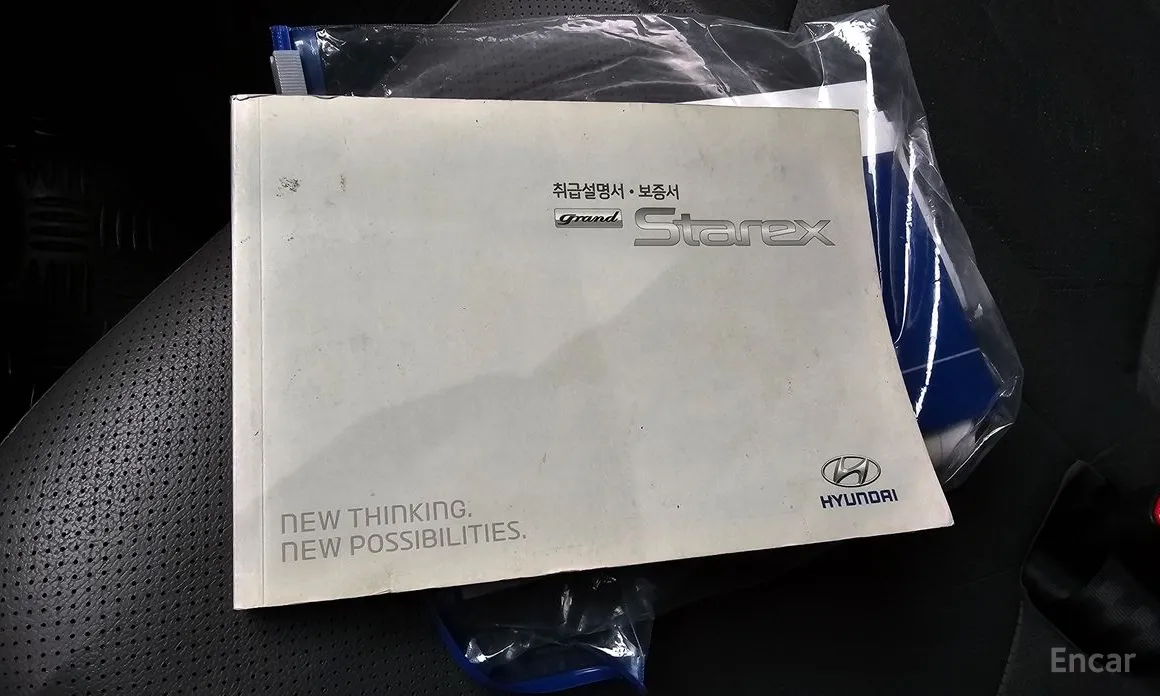 취급설명서 · 보증서
grand Starex
NEW THINKING.
NEW POSSIBILITIES.
HYUNDAI
Encar